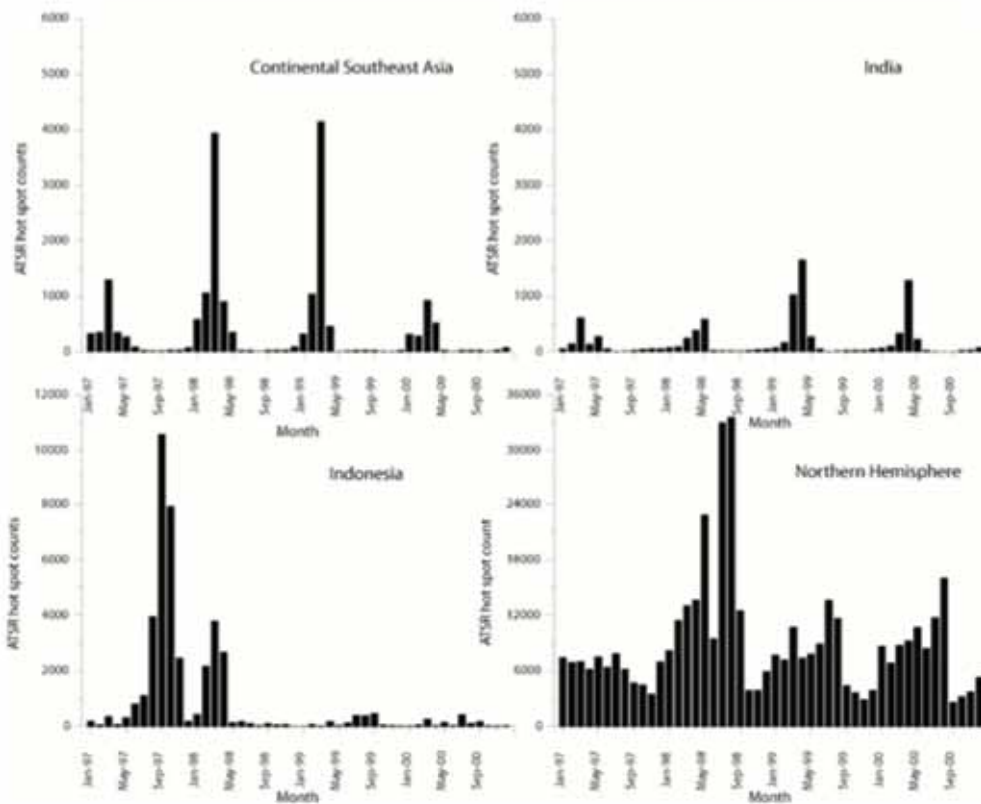 6000
5000
4000
3000
2000
1000
0
ATSR hot spot counts
Continental Southeast Asia
Jan-97
May-97
Sep-97
Jan-98
May-98
Sep-98
Jan-99
May-99
Sep-99
Jan-00
May-00
Sep-00
Month
6000
5000
4000
3000
2000
1000
0
ATSR hot spot counts
India
Jan-97
May-97
Sep-97
Jan-98
May-98
Sep-98
Jan-99
May-99
Sep-99
Jan-00
May-00
Sep-00
Month
12000
10000
8000
6000
4000
2000
0
ATSR hot spot counts
Indonesia
Jan-97
May-97
Sep-97
Jan-98
May-98
Sep-98
Jan-99
May-99
Sep-99
Jan-00
May-00
Sep-00
Month
36000
30000
24000
18000
12000
6000
0
ATSR hot spot count
Northern Hemisphere
Jan-97
May-97
Sep-97
Jan-98
May-98
Sep-98
Jan-99
May-99
Sep-99
Jan-00
May-00
Sep-00
Month